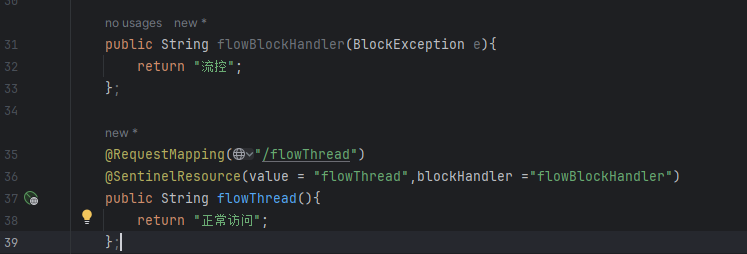 30
no usages new *
31 public String flowBlockHandler(BlockException e){
32 return "流控";
33 };
34
new *
35 @RequestMapping("/flowThread")
36 @SentinelResource(value = "flowThread",blockHandler ="flowBlockHandler")
37 public String flowThread(){
38 return "正常访问";
39 };